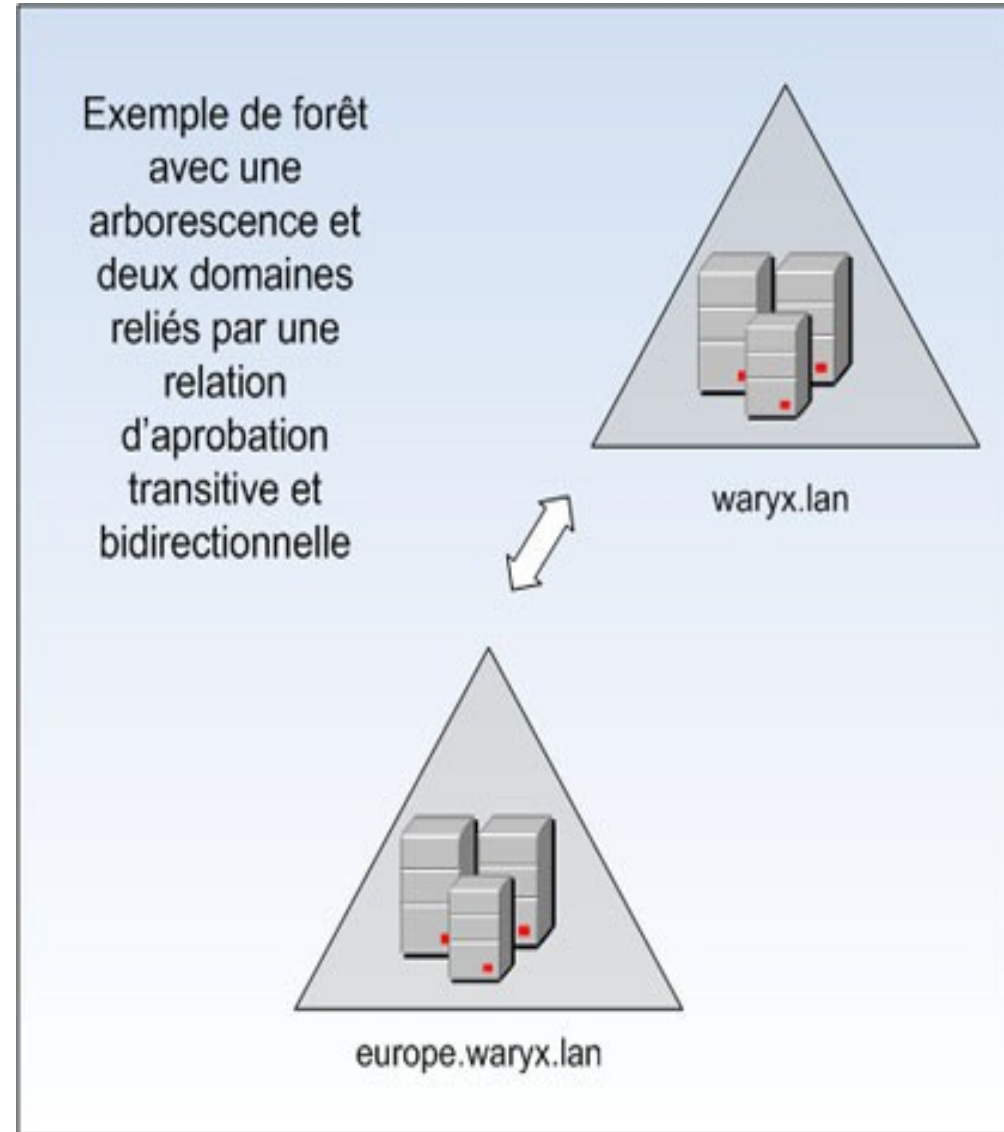 Exemple de forêt
avec une
arborescence et
deux domaines
reliés par une
relation
d'aprobation
transitive et
bidirectionnelle
waryx.lan
europe.waryx.lan